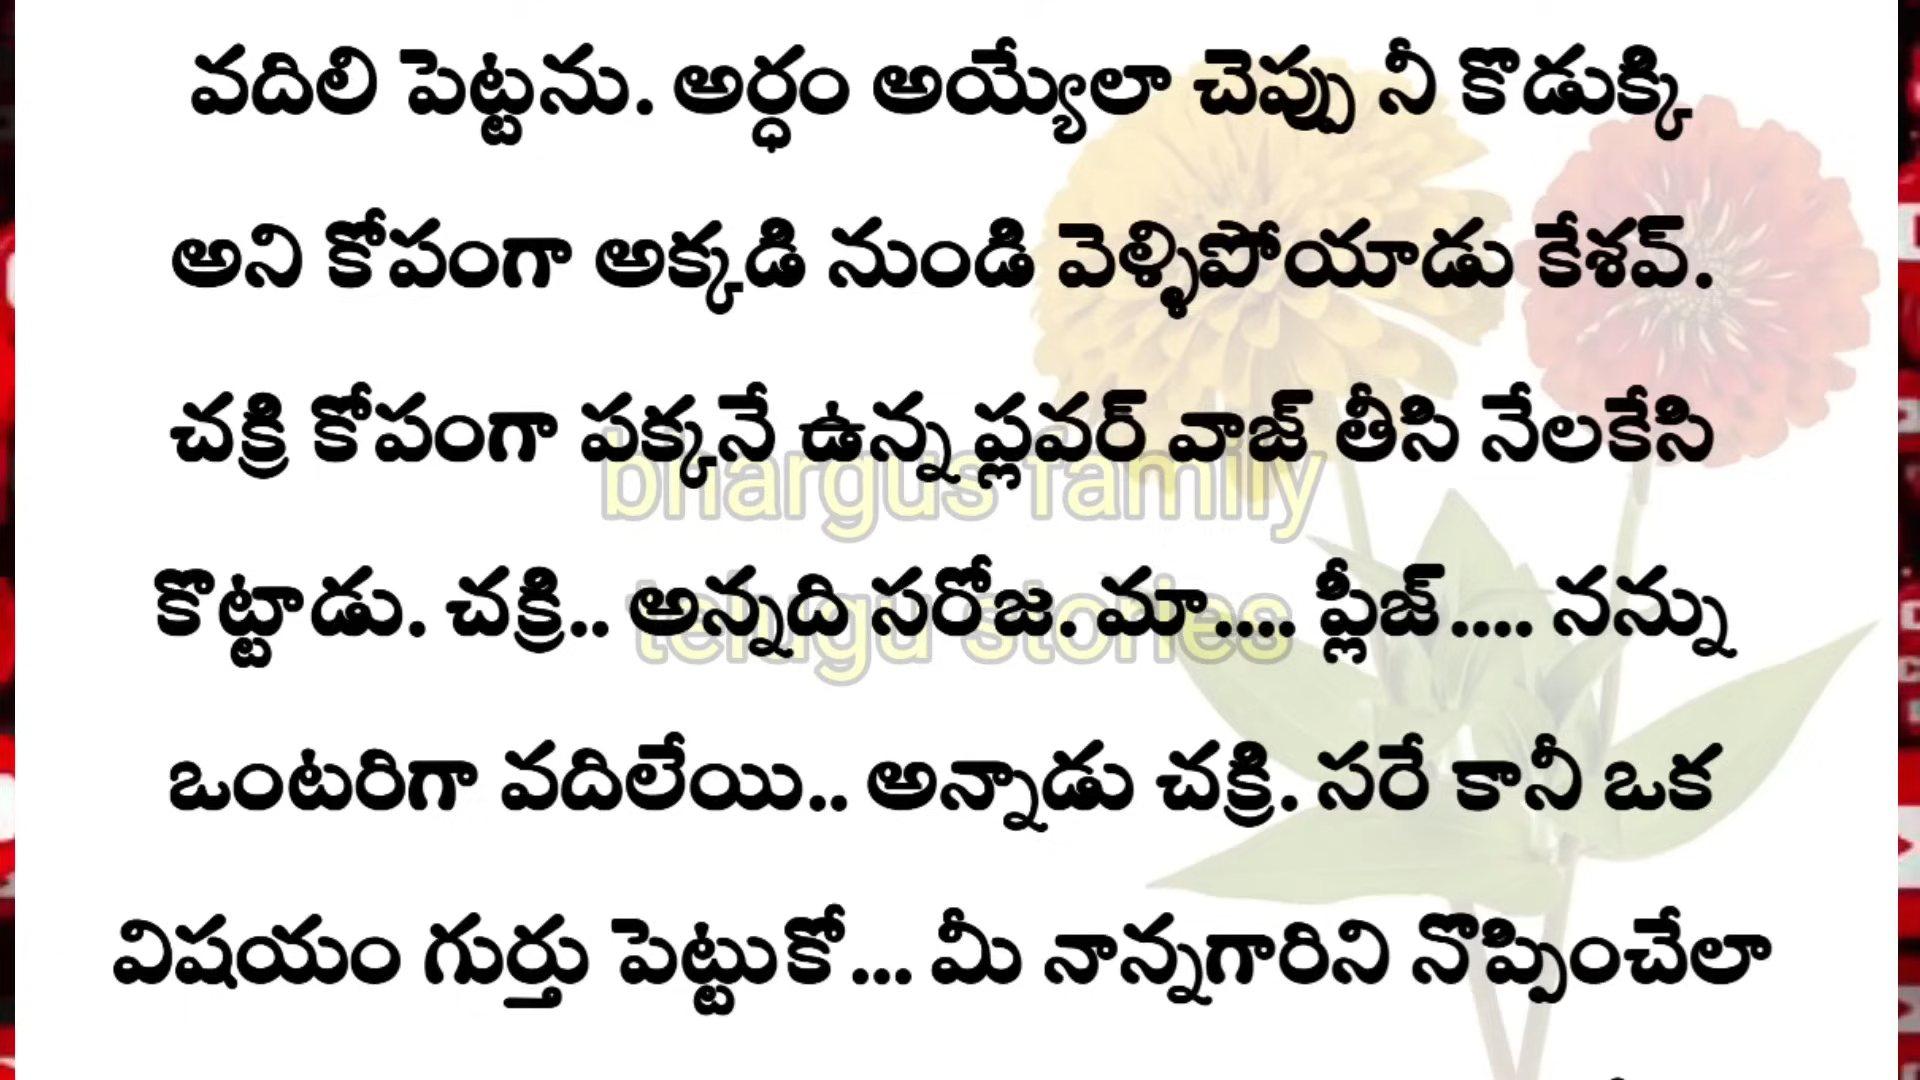 వదిలి పెట్టను. అర్ధం అయ్యేలా చెప్పు నీ కొడుక్కి
అని కోపంగా అక్కడి నుండి వెళ్ళిపోయాడు కేశవ్.
చక్రి కోపంగా పక్కనే ఉన్న ప్లవర్ వాజ్ తీసి నేలకేసి
bhargus family
కొట్టాడు. చక్రి.. అన్నది సరోజ. మా.... ప్లీజ్.... నన్ను
telugu stories
ఒంటరిగా వదిలేయి.. అన్నాడు చక్రి. సరే కానీ ఒక
విషయం గుర్తు పెట్టుకో... మీ నాన్నగారిని నొప్పించేలా